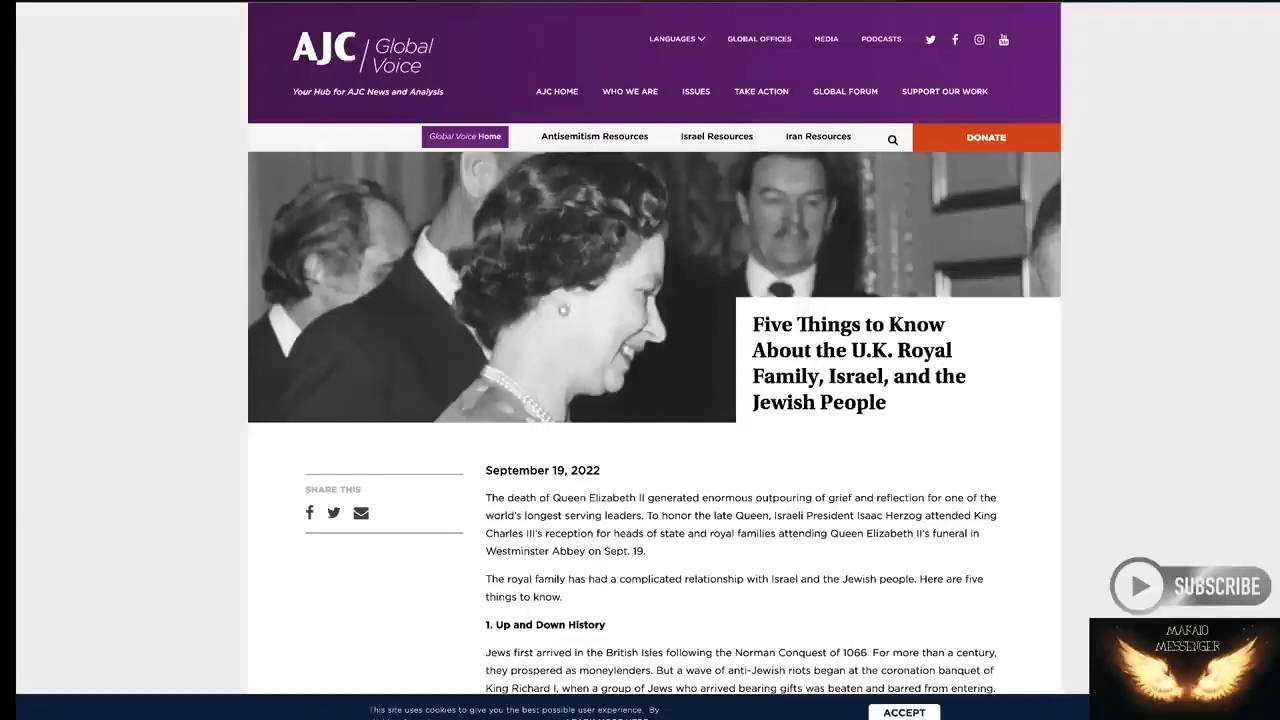 AJC Global Voice
LANGUAGES
GLOBAL OFFICES
MEDIA
PODCASTS
Your Hub for AJC News and Analysis
AJC HOME
WHO WE ARE
ISSUES
TAKE ACTION
GLOBAL FORUM
SUPPORT OUR WORK
Global Voice Home
Antisemitism Resources
Israel Resources
Iran Resources
DONATE
Five Things to Know
About the U.K. Royal
Family, Israel, and the
Jewish People
September 19, 2022
SHARE THIS
The death of Queen Elizabeth II generated enormous outpouring of grief and reflection for one of the
world's longest serving leaders. To honor the late Queen, Israeli President Isaac Herzog attended King
Charles III's reception for heads of state and royal families attending Queen Elizabeth II's funeral in
Westminster Abbey on Sept. 19.
The royal family has had a complicated relationship with Israel and the Jewish people. Here are five
things to know.
1. Up and Down History
Jews first arrived in the British Isles following the Norman Conquest of 1066. For more than a century,
they prospered as moneylenders. But a wave of anti-Jewish riots began at the coronation banquet of
King Richard I, when a group of Jews who arrived bearing gifts was beaten and barred from entering.
This site uses cookies to give you the best possible user experience. By
ACCEPT
SUBSCRIBE
MAKAIO
MESSENGER